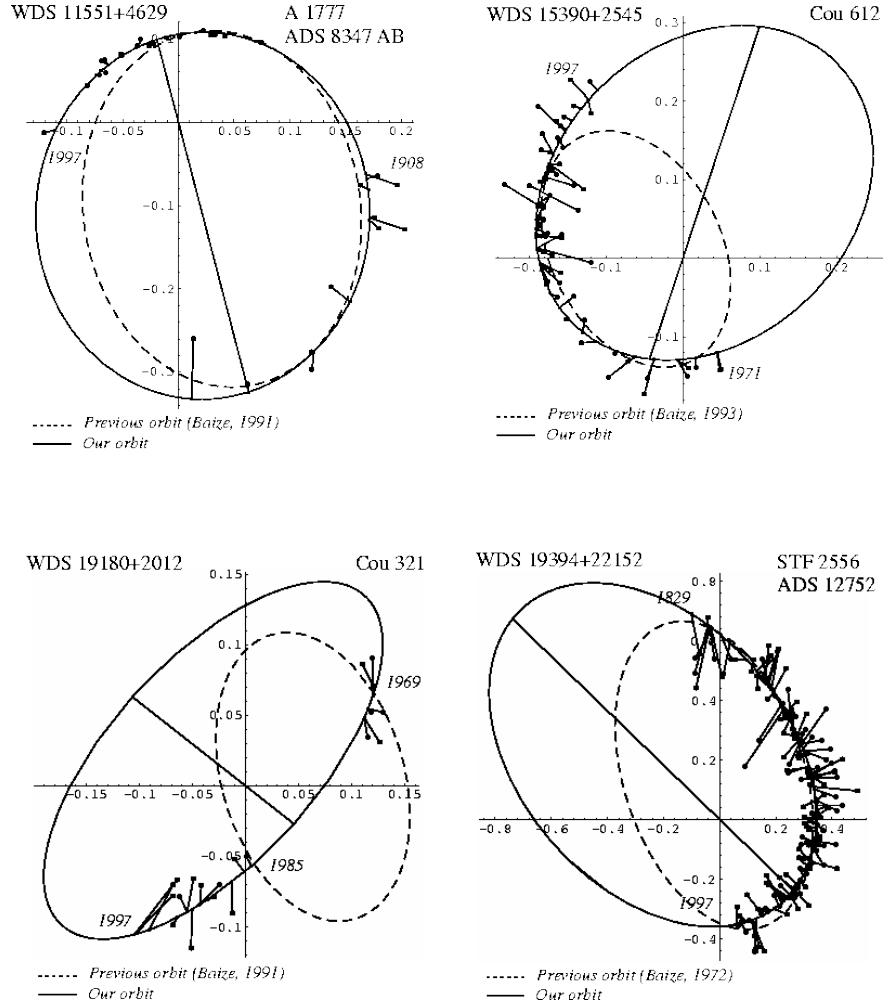 WDS 11551+4629
A 1777
ADS 8347 AB
0.1
-0.1
-0.05
0.05
0.1
0.15
0.2
1997
1908
-0.1
-0.2
-0.3
Previous orbit (Baize, 1991)
Our orbit
WDS 15390+2545
Cou 612
0.3
1997
0.2
0.1
-0.1
0.1
0.2
-0.1
1971
Previous orbit (Baize, 1993)
Our orbit
WDS 19180+2012
Cou 321
0.15
0.1
1969
0.05
-0.15
-0.1
-0.05
0.05
0.1
0.15
-0.05
1985
1997
-0.1
Previous orbit (Baize, 1991)
Our orbit
WDS 19394+22152
STF 2556
ADS 12752
0.8
1829
0.4
0.2
-0.8
-0.6
-0.4
-0.2
0.2
0.4
-0.2
1997
-0.4
Previous orbit (Baize, 1972)
Our orbit